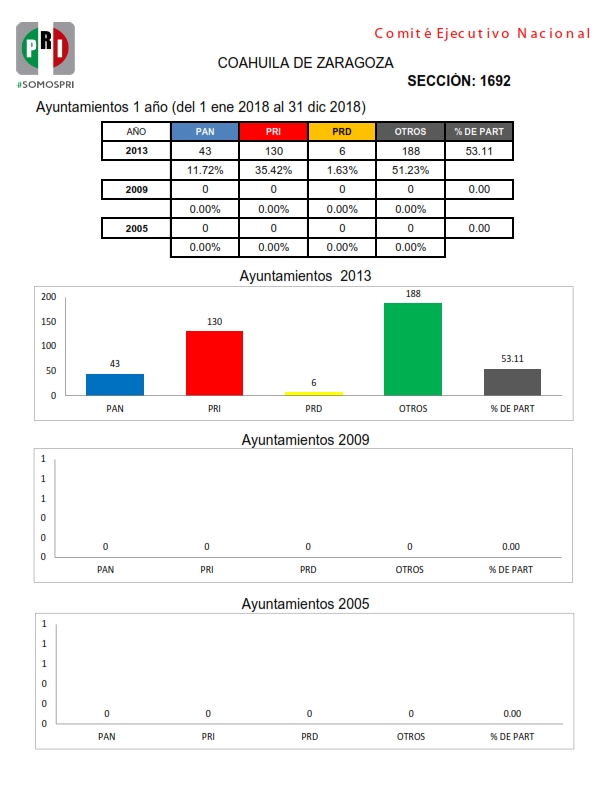 PRI
#SOMOSPRI
Comité Ejecutivo Nacional
COAHUILA DE ZARAGOZA
SECCIÓN: 1692
Ayuntamientos 1 año (del 1 ene 2018 al 31 dic 2018)
AÑO PAN PRI PRD OTROS % DE PART
2013 43 130 6 188 53.11
11.72% 35.42% 1.63% 51.23%
2009 0 0 0 0 0.00
0.00% 0.00% 0.00% 0.00%
2005 0 0 0 0 0.00
0.00% 0.00% 0.00% 0.00%
Ayuntamientos 2013
200
150
100
50
0
43 130 6 188 53.11
PAN PRI PRD OTROS % DE PART
Ayuntamientos 2009
1
1
1
0
0
0
0 0 0 0 0.00
PAN PRI PRD OTROS % DE PART
Ayuntamientos 2005
1
1
1
0
0
0
0 0 0 0 0.00
PAN PRI PRD OTROS % DE PART